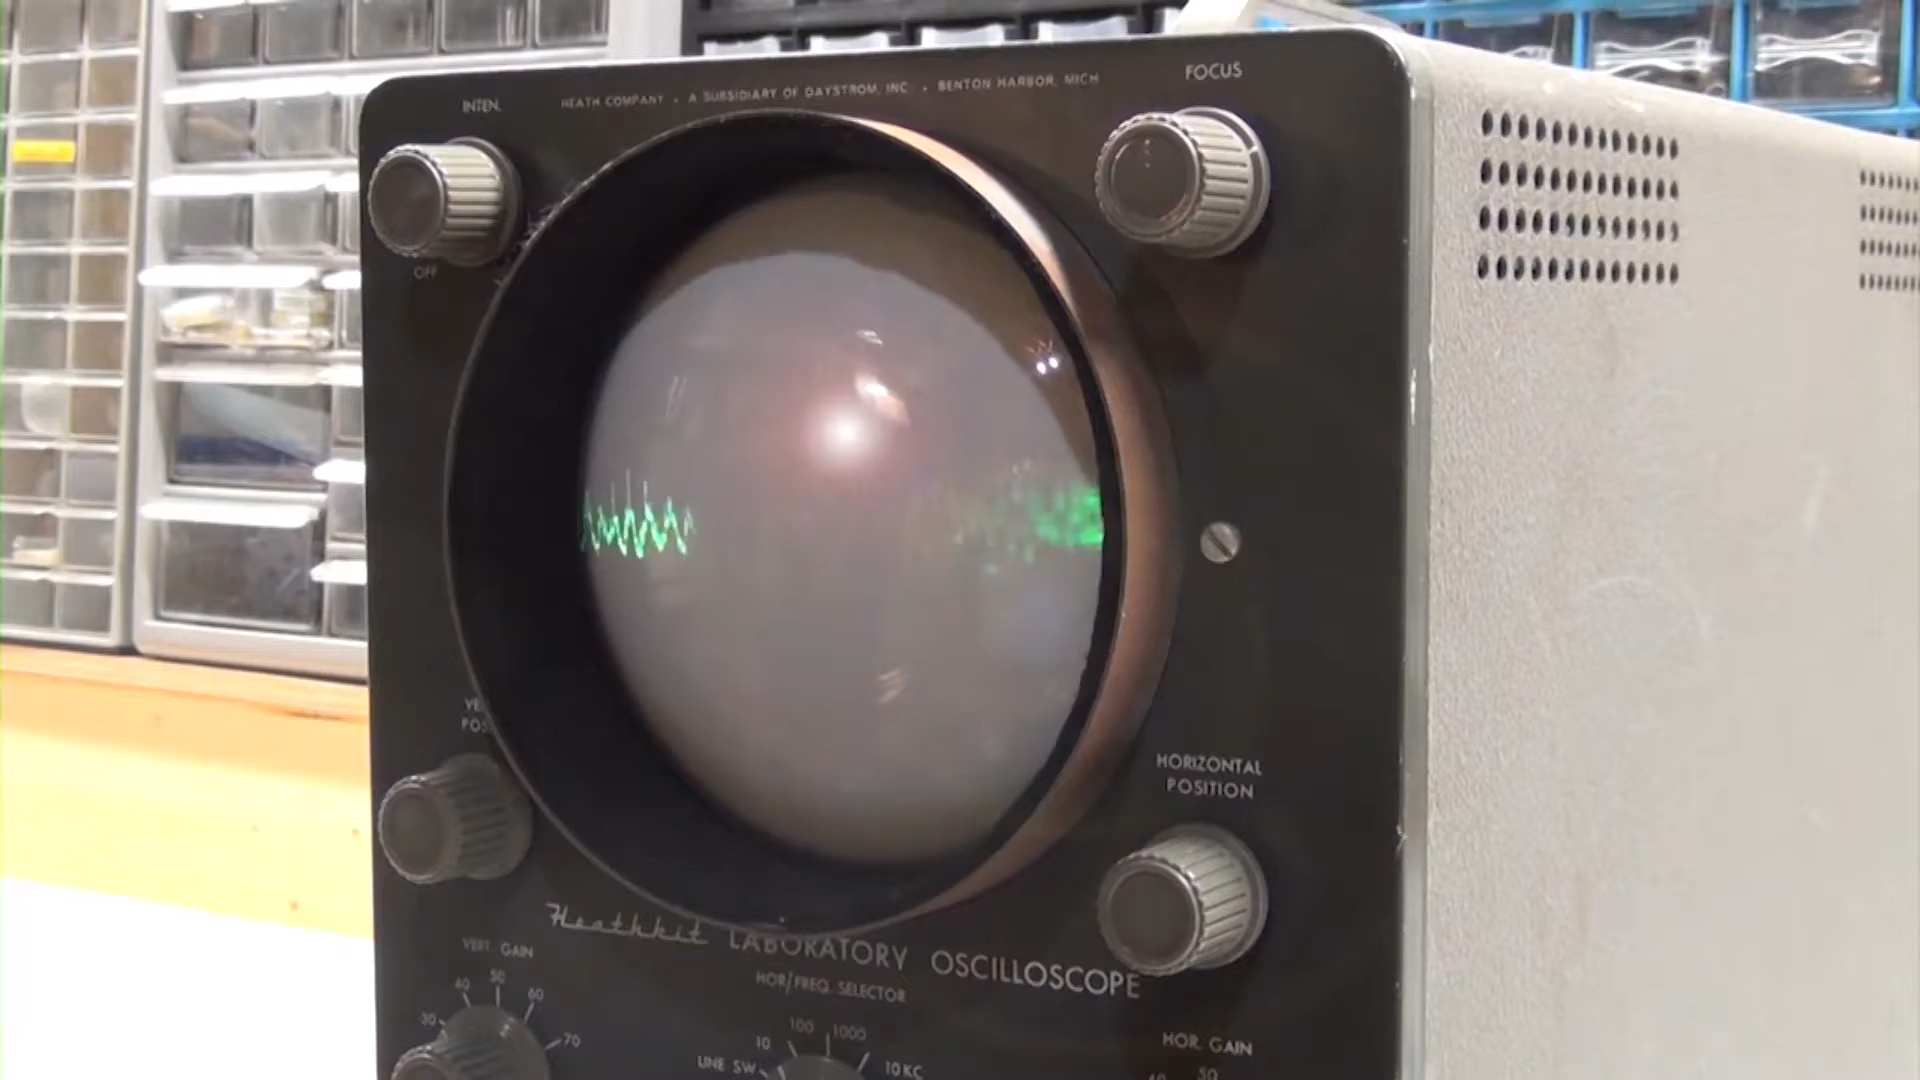 INTEN.
HEATH COMPANY . A SUBSIDIARY OF DAYSTROM, INC. . BENTON HARBOR, MICH
FOCUS
OFF
HORIZONTAL
POSITION
Heathkit LABORATORY OSCILLOSCOPE
VERT. GAIN
30 40 50 60 70
HOR/FREQ. SELECTOR
LINE SW. 10 100 1000 10KC
HOR. GAIN
50